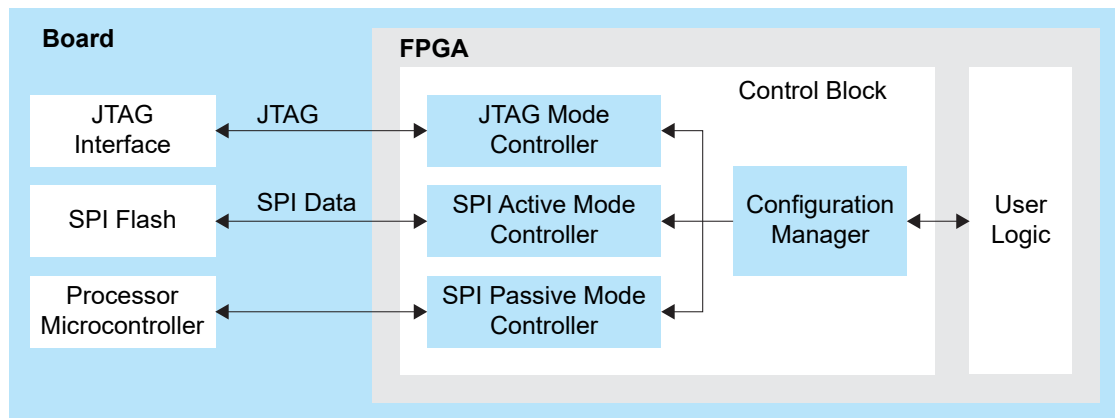 Board
FPGA
Control Block
JTAG
Interface
JTAG
JTAG Mode
Controller
SPI Flash
SPI Data
SPI Active Mode
Controller
Configuration
Manager
User
Logic
Processor
Microcontroller
SPI Passive Mode
Controller